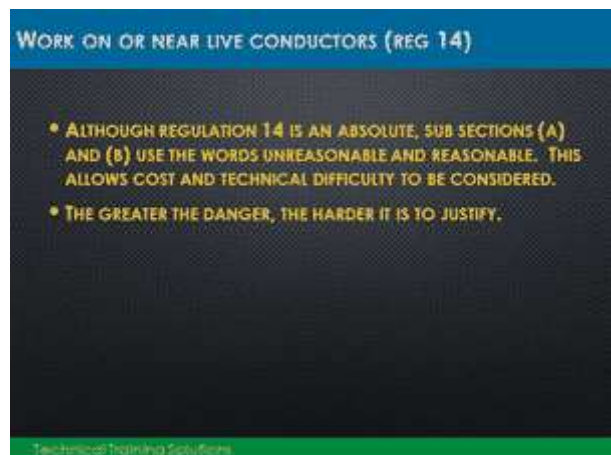 WORK ON OR NEAR LIVE CONDUCTORS (REG 14)
• ALTHOUGH REGULATION 14 IS AN ABSOLUTE, SUB SECTIONS (A)
AND (B) USE THE WORDS UNREASONABLE AND REASONABLE. THIS
ALLOWS COST AND TECHNICAL DIFFICULTY TO BE CONSIDERED.
• THE GREATER THE DANGER, THE HARDER IT IS TO JUSTIFY.
Technical Training Solutions